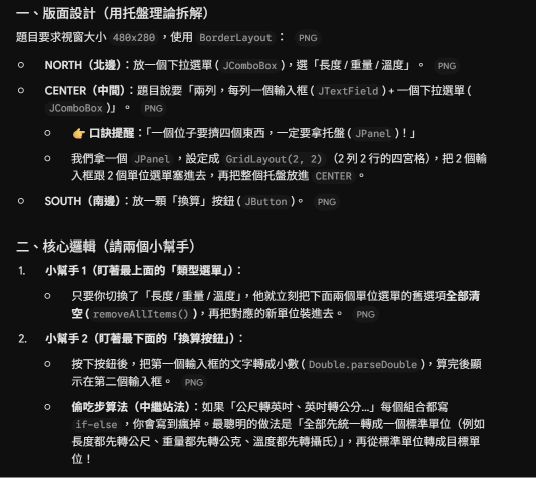 一、版面設計（用托盤理論拆解）
題目要求視窗大小 480x280，使用 BorderLayout： PNG
NORTH（北邊）：放一個下拉選單 ( JComboBox )，選「長度 / 重量 / 溫度」。 PNG
CENTER（中間）：題目說要「兩列，每列一個輸入框 ( JTextField ) + 一個下拉選單 (
JComboBox )」。 PNG
👉 口訣提醒：「一個位子要擠四個東西，一定要拿托盤 ( JPanel )！」
我們拿一個 JPanel，設定成 GridLayout(2, 2)（2 列 2 行的四宮格），把 2 個輸
入框跟 2 個單位選單塞進去，再把整個托盤放進 CENTER。
SOUTH（南邊）：放一顆「換算」按鈕 ( JButton )。 PNG
二、核心邏輯（請兩個小幫手）
1. 小幫手 1（盯著最上面的「類型選單」）：
只要你切換了「長度 / 重量 / 溫度」，他就立刻把下面兩個單位選單的舊選項全部清
空 ( removeAllItems() )，再把對應的新單位裝進去。 PNG
2. 小幫手 2（盯著最下面的「換算按鈕」）：
按下按鈕後，把第一個輸入框的文字轉成小數 ( Double.parseDouble )，算完後顯
示在第二個輸入框。 PNG
偷吃步算法（中繼站法）：如果「公尺轉英吋、英吋轉公分...」每個組合都寫
if-else，你會寫到瘋掉。最聰明的做法是「全部先統一轉成一個標準單位（例如
長度都先轉公尺、重量都先轉公克、溫度都先轉攝氏）」，再從標準單位轉成目標單
位！